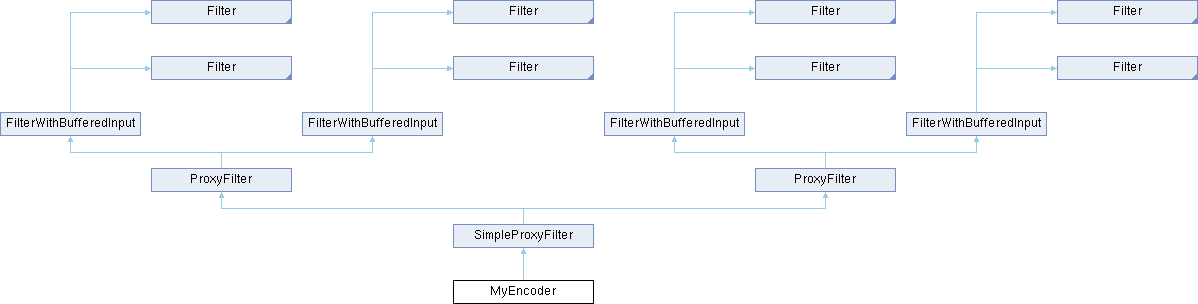 Filter Filter Filter Filter
Filter Filter Filter Filter
FilterWithBufferedInput FilterWithBufferedInput FilterWithBufferedInput FilterWithBufferedInput
ProxyFilter ProxyFilter
SimpleProxyFilter
MyEncoder